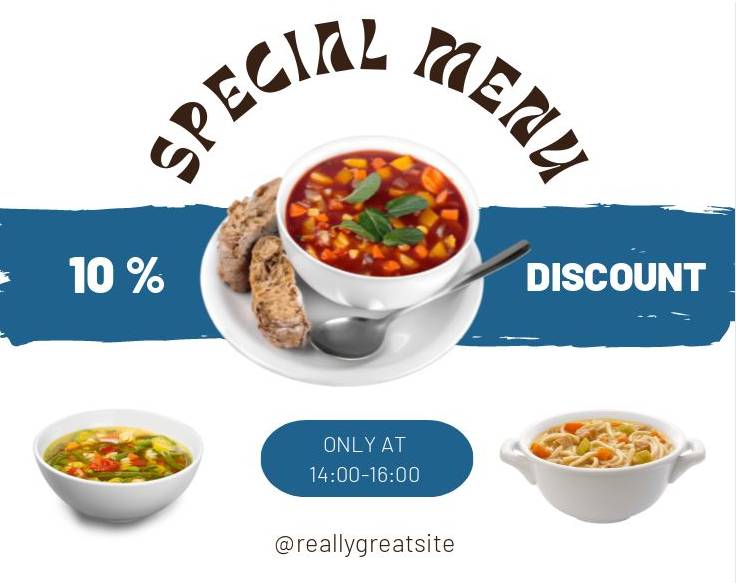 SPECIAL MENU
10 %
DISCOUNT
ONLY AT
14:00-16:00
@reallygreatsite